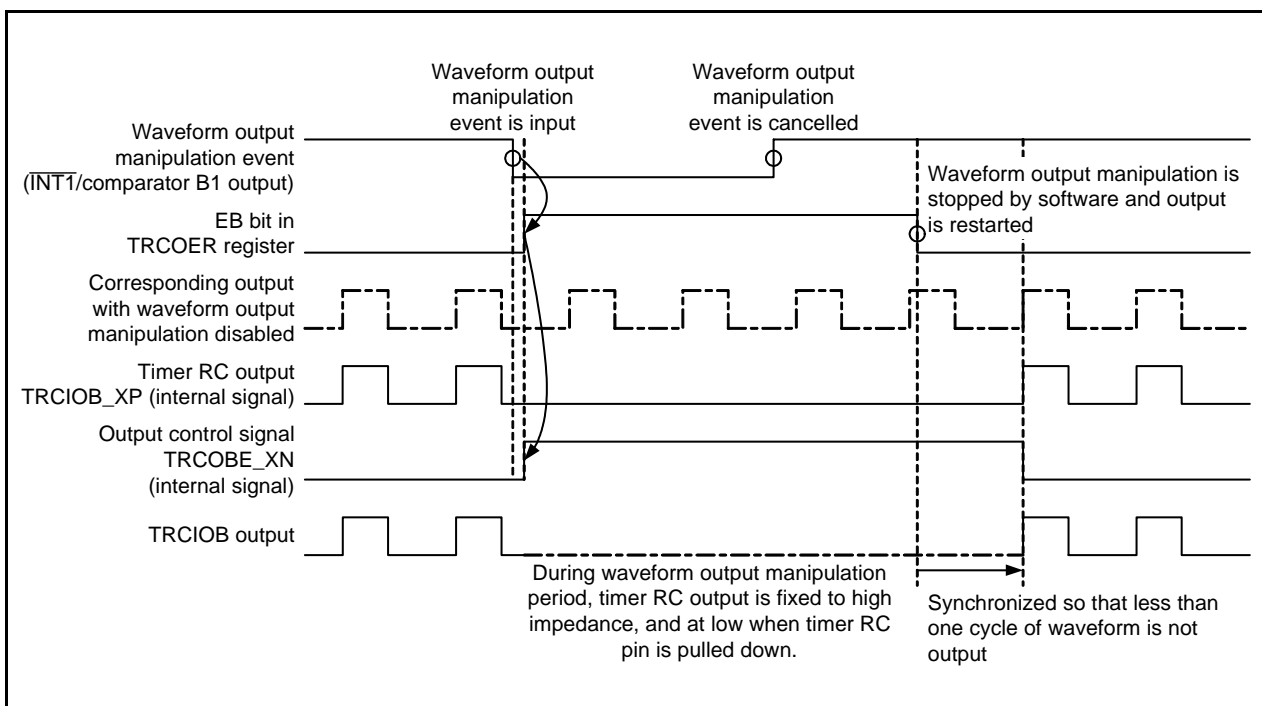 Waveform output
manipulation
event is input
Waveform output
manipulation
event is cancelled
Waveform output
manipulation event
(INT1/comparator B1 output)
Waveform output manipulation is
stopped by software and output
is restarted
EB bit in
TRCOER register
Corresponding output
with waveform output
manipulation disabled
Timer RC output
TRCIOB_XP (internal signal)
Output control signal
TRCOBE_XN
(internal signal)
TRCIOB output
During waveform output manipulation
period, timer RC output is fixed to high
impedance, and at low when timer RC
pin is pulled down.
Synchronized so that less than
one cycle of waveform is not
output